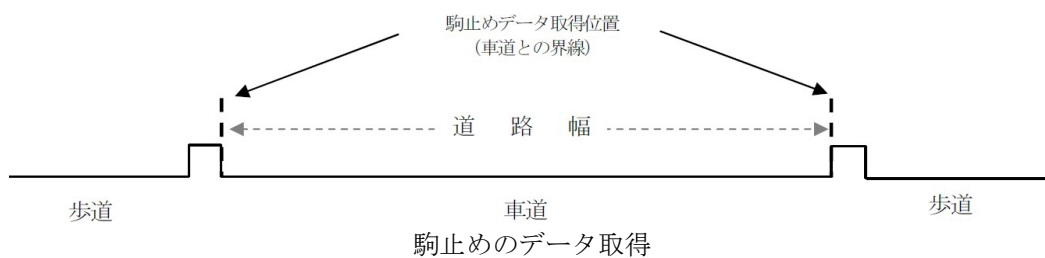 駒止めデータ取得位置
(車道との界線)
道 路 幅
歩道
車道
歩道
駒止めのデータ取得